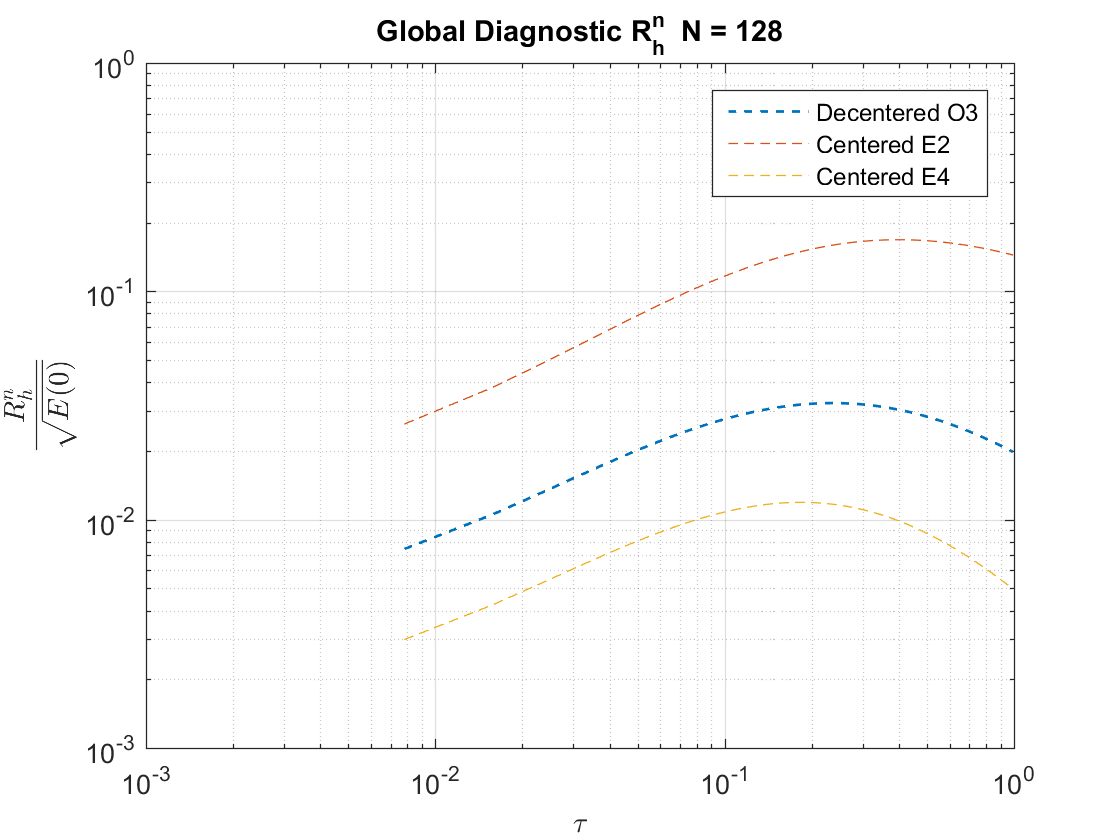 Global Diagnostic R_h^n N = 128
10^0
10^-1
10^-2
10^-3
R_h^n
√E(0)
10^-3 10^-2 10^-1 10^0
τ
Decentered O3
Centered E2
Centered E4